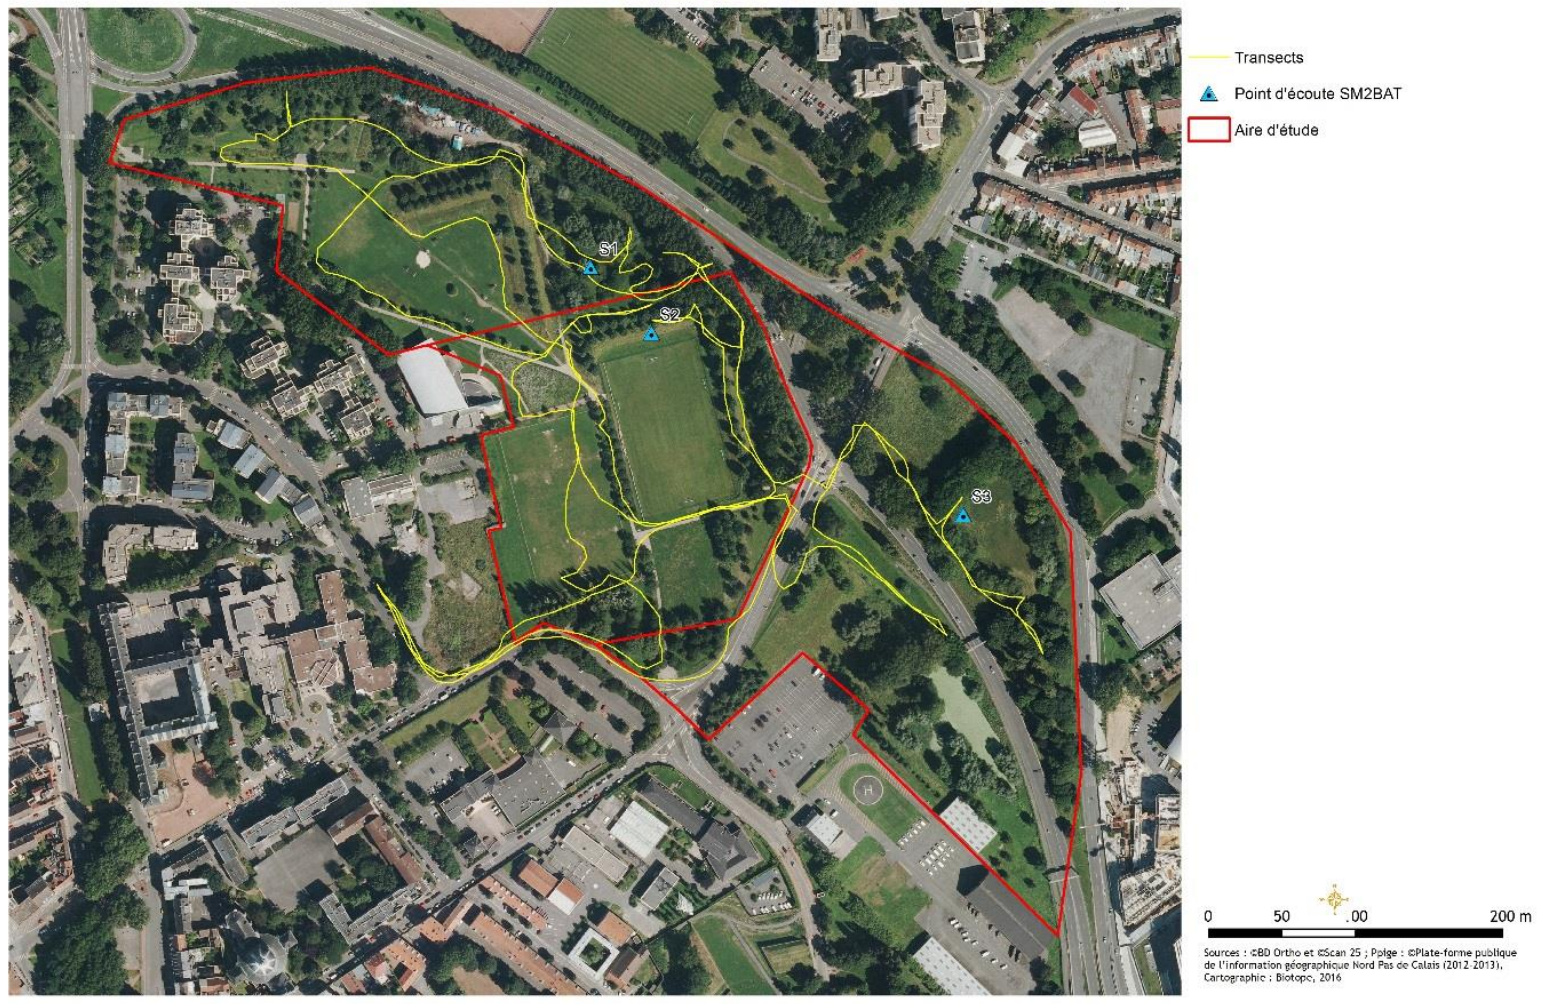 Transects
Point d'écoute SM2BAT
Aire d'étude
S1
S2
S3
H
0 50 .00 200 m
Sources : ©BD Ortho et ©Scan 25 ; Ppige : ©Plate-forme publique
de l'information géographique Nord Pas de Calais (2012-2013),
Cartographie : Biotope, 2016